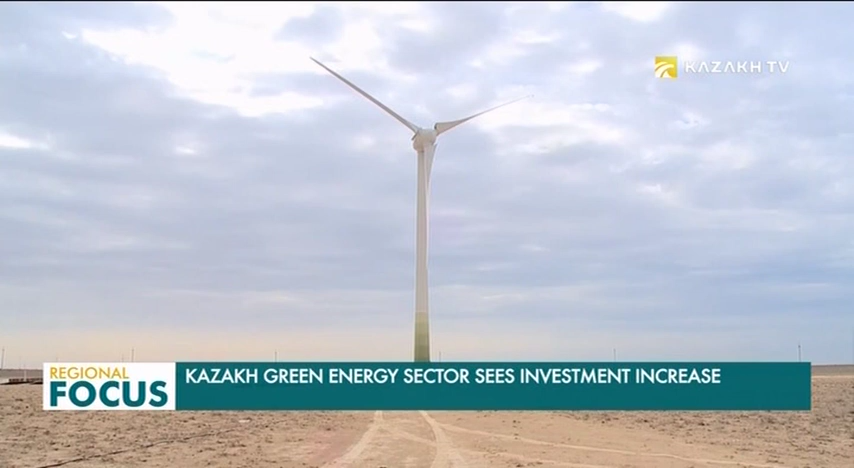 KAZAKH TV
REGIONAL
FOCUS
KAZAKH GREEN ENERGY SECTOR SEES INVESTMENT INCREASE